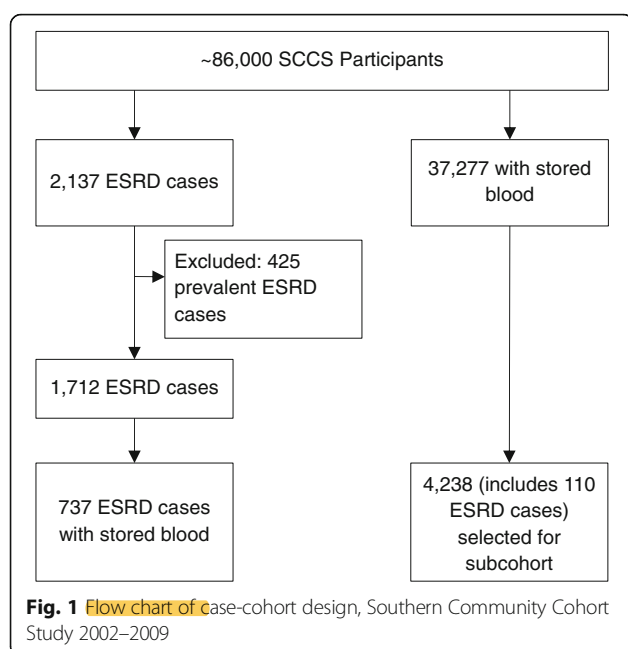 ~86,000 SCCS Participants
2,137 ESRD cases
37,277 with stored
blood
Excluded: 425
prevalent ESRD
cases
1,712 ESRD cases
737 ESRD cases
with stored blood
4,238 (includes 110
ESRD cases)
selected for
subcohort
Fig. 1 Flow chart of case-cohort design, Southern Community Cohort
Study 2002–2009